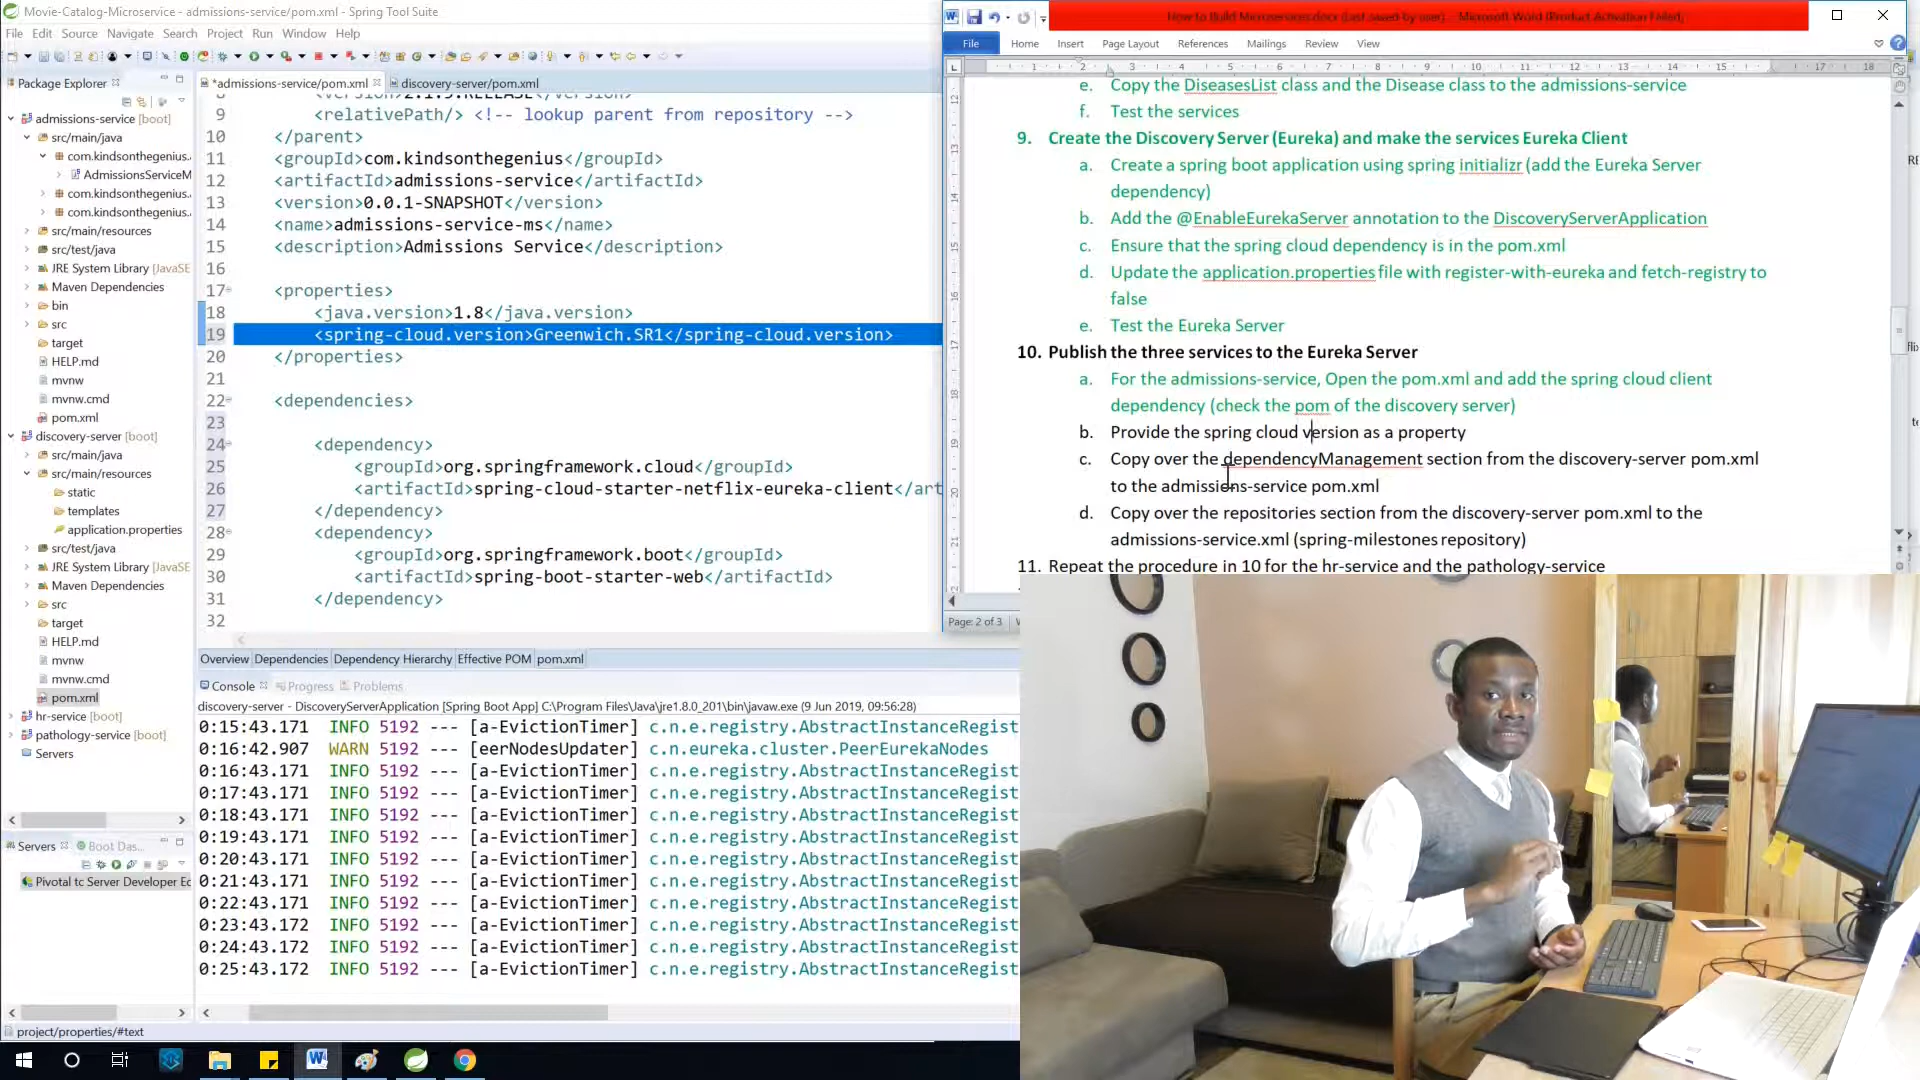 Movie-Catalog-Microservice - admissions-service/pom.xml - Spring Tool Suite
File Edit Source Navigate Search Project Run Window Help
Package Explorer
admissions-service [boot]
src/main/java
com.kindsonthegenius.
AdmissionsServiceM
com.kindsonthegenius.
com.kindsonthegenius.
src/main/resources
src/test/java
JRE System Library [JavaSE
Maven Dependencies
bin
src
target
HELP.md
mvnw
mvnw.cmd
pom.xml
discovery-server [boot]
src/main/java
src/main/resources
static
templates
application.properties
src/test/java
JRE System Library [JavaSE
Maven Dependencies
src
target
HELP.md
mvnw
mvnw.cmd
pom.xml
hr-service [boot]
pathology-service [boot]
Servers
Servers Boot Das...
Pivotal tc Server Developer Ec
project/properties/#text
*admissions-service/pom.xml discovery-server/pom.xml
9 <relativePath/> <!-- lookup parent from repository -->
10 </parent>
11 <groupId>com.kindsonthegenius</groupId>
12 <artifactId>admissions-service</artifactId>
13 <version>0.0.1-SNAPSHOT</version>
14 <name>admissions-service-ms</name>
15 <description>Admissions Service</description>
16
17 <properties>
18 <java.version>1.8</java.version>
19 <spring-cloud.version>Greenwich.SR1</spring-cloud.version>
20 </properties>
21
22 <dependencies>
23
24 <dependency>
25 <groupId>org.springframework.cloud</groupId>
26 <artifactId>spring-cloud-starter-netflix-eureka-client</art
27 </dependency>
28 <dependency>
29 <groupId>org.springframework.boot</groupId>
30 <artifactId>spring-boot-starter-web</artifactId>
31 </dependency>
32
Overview Dependencies Dependency Hierarchy Effective POM pom.xml
Console Progress Problems
discovery-server - DiscoveryServerApplication [Spring Boot App] C:\Program Files\Java\jre1.8.0_201\bin\javaw.exe (9 Jun 2019, 09:56:28)
0:15:43.171 INFO 5192 --- [a-EvictionTimer] c.n.e.registry.AbstractInstanceRegist
0:16:42.907 WARN 5192 --- [eerNodesUpdater] c.n.eureka.cluster.PeerEurekaNodes
0:16:43.171 INFO 5192 --- [a-EvictionTimer] c.n.e.registry.AbstractInstanceRegist
0:17:43.171 INFO 5192 --- [a-EvictionTimer] c.n.e.registry.AbstractInstanceRegist
0:18:43.171 INFO 5192 --- [a-EvictionTimer] c.n.e.registry.AbstractInstanceRegist
0:19:43.171 INFO 5192 --- [a-EvictionTimer] c.n.e.registry.AbstractInstanceRegist
0:20:43.171 INFO 5192 --- [a-EvictionTimer] c.n.e.registry.AbstractInstanceRegist
0:21:43.171 INFO 5192 --- [a-EvictionTimer] c.n.e.registry.AbstractInstanceRegist
0:22:43.171 INFO 5192 --- [a-EvictionTimer] c.n.e.registry.AbstractInstanceRegist
0:23:43.172 INFO 5192 --- [a-EvictionTimer] c.n.e.registry.AbstractInstanceRegist
0:24:43.172 INFO 5192 --- [a-EvictionTimer] c.n.e.registry.AbstractInstanceRegist
0:25:43.172 INFO 5192 --- [a-EvictionTimer] c.n.e.registry.AbstractInstanceRegist
How to Build Microservices.docx (Last saved by user) - Microsoft Word (Product Activation Failed)
File Home Insert Page Layout References Mailings Review View
e. Copy the DiseasesList class and the Disease class to the admissions-service
f. Test the services
9. Create the Discovery Server (Eureka) and make the services Eureka Client
a. Create a spring boot application using spring initializr (add the Eureka Server
dependency)
b. Add the @EnableEurekaServer annotation to the DiscoveryServerApplication
c. Ensure that the spring cloud dependency is in the pom.xml
d. Update the application.properties file with register-with-eureka and fetch-registry to
false
e. Test the Eureka Server
10. Publish the three services to the Eureka Server
a. For the admissions-service, Open the pom.xml and add the spring cloud client
dependency (check the pom of the discovery server)
b. Provide the spring cloud version as a property
c. Copy over the dependencyManagement section from the discovery-server pom.xml
to the admissions-service pom.xml
d. Copy over the repositories section from the discovery-server pom.xml to the
admissions-service.xml (spring-milestones repository)
11. Repeat the procedure in 10 for the hr-service and the pathology-service
Page: 2 of 3